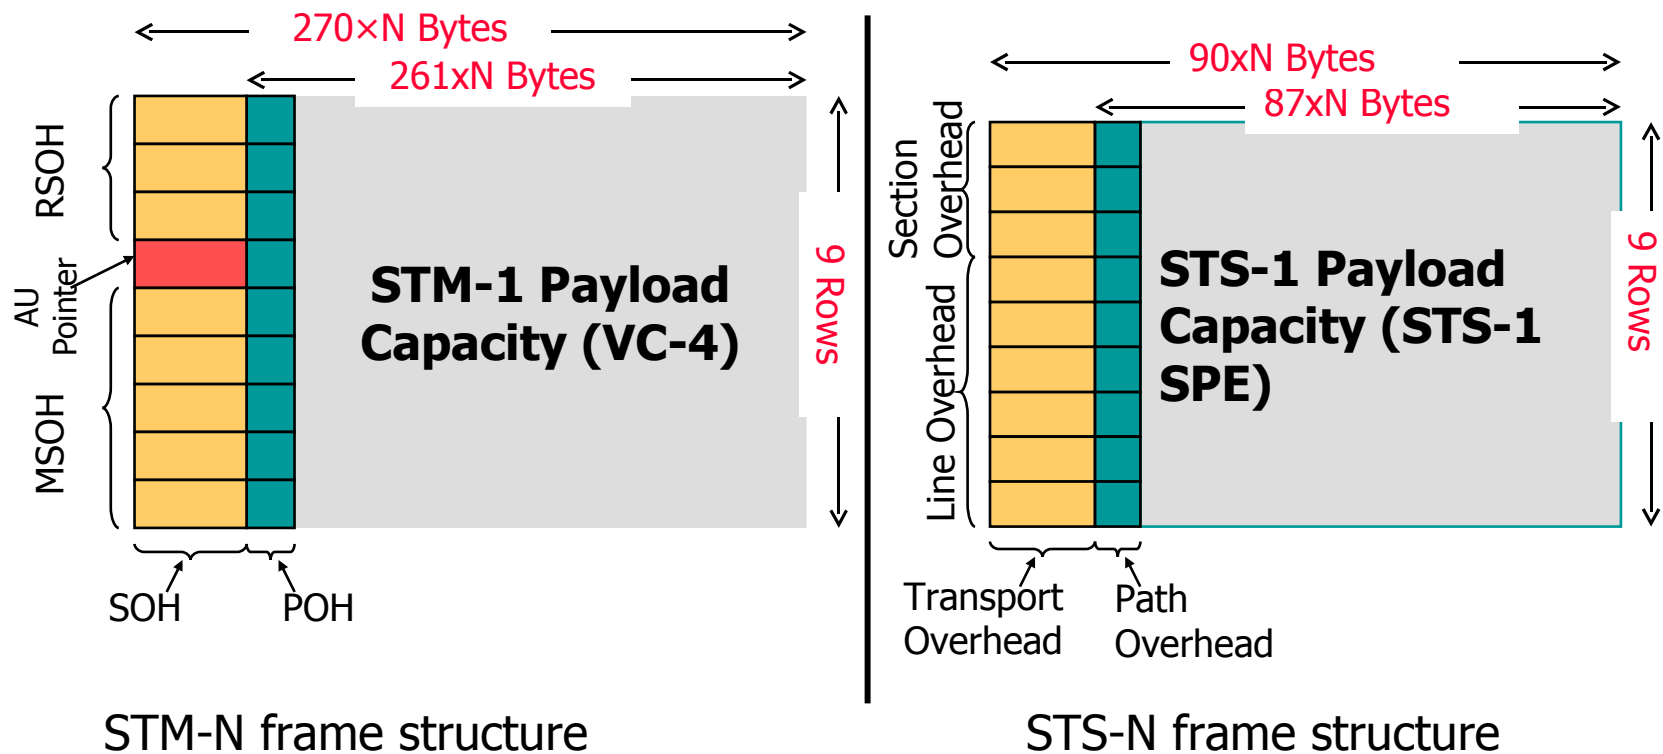 270×N Bytes
261xN Bytes
RSOH
AU
Pointer
MSOH
STM-1 Payload
Capacity (VC-4)
9 Rows
SOH
POH
STM-N frame structure
90xN Bytes
87xN Bytes
Section
Overhead
Line Overhead
STS-1 Payload
Capacity (STS-1
SPE)
9 Rows
Transport
Overhead
Path
Overhead
STS-N frame structure